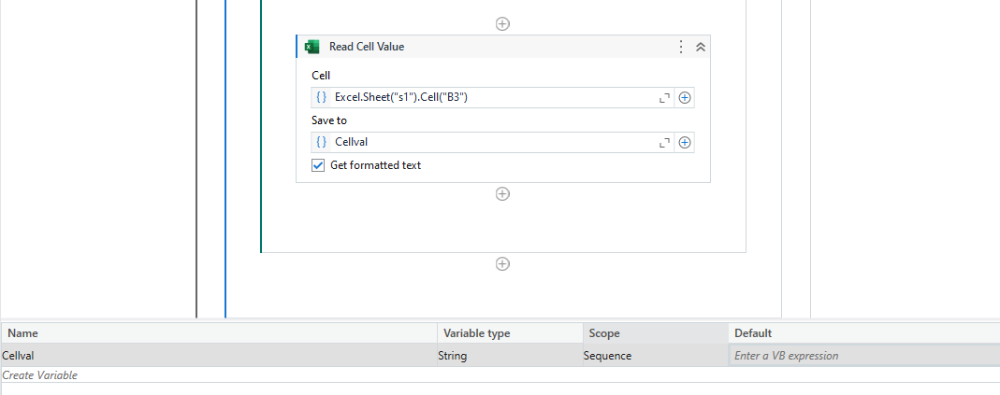 Read Cell Value
Cell
{} Excel.Sheet("s1").Cell("B3")
Save to
{} Cellval
Get formatted text
Name Variable type Scope Default
Cellval String Sequence Enter a VB expression
Create Variable